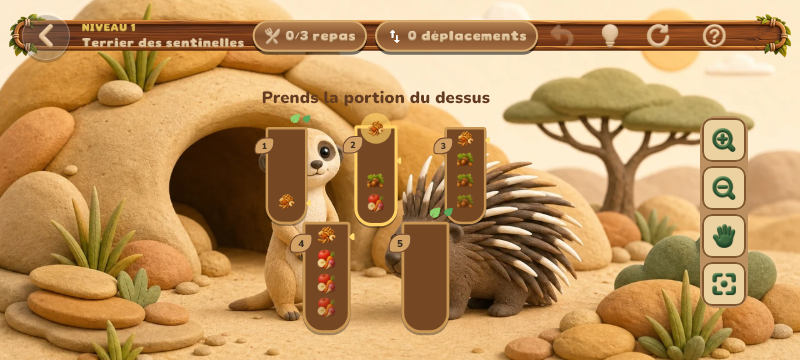 NIVEAU 1
Terrier des sentinelles
0/3 repas
0 déplacements
Prends la portion du dessus
1
2
3
4
5